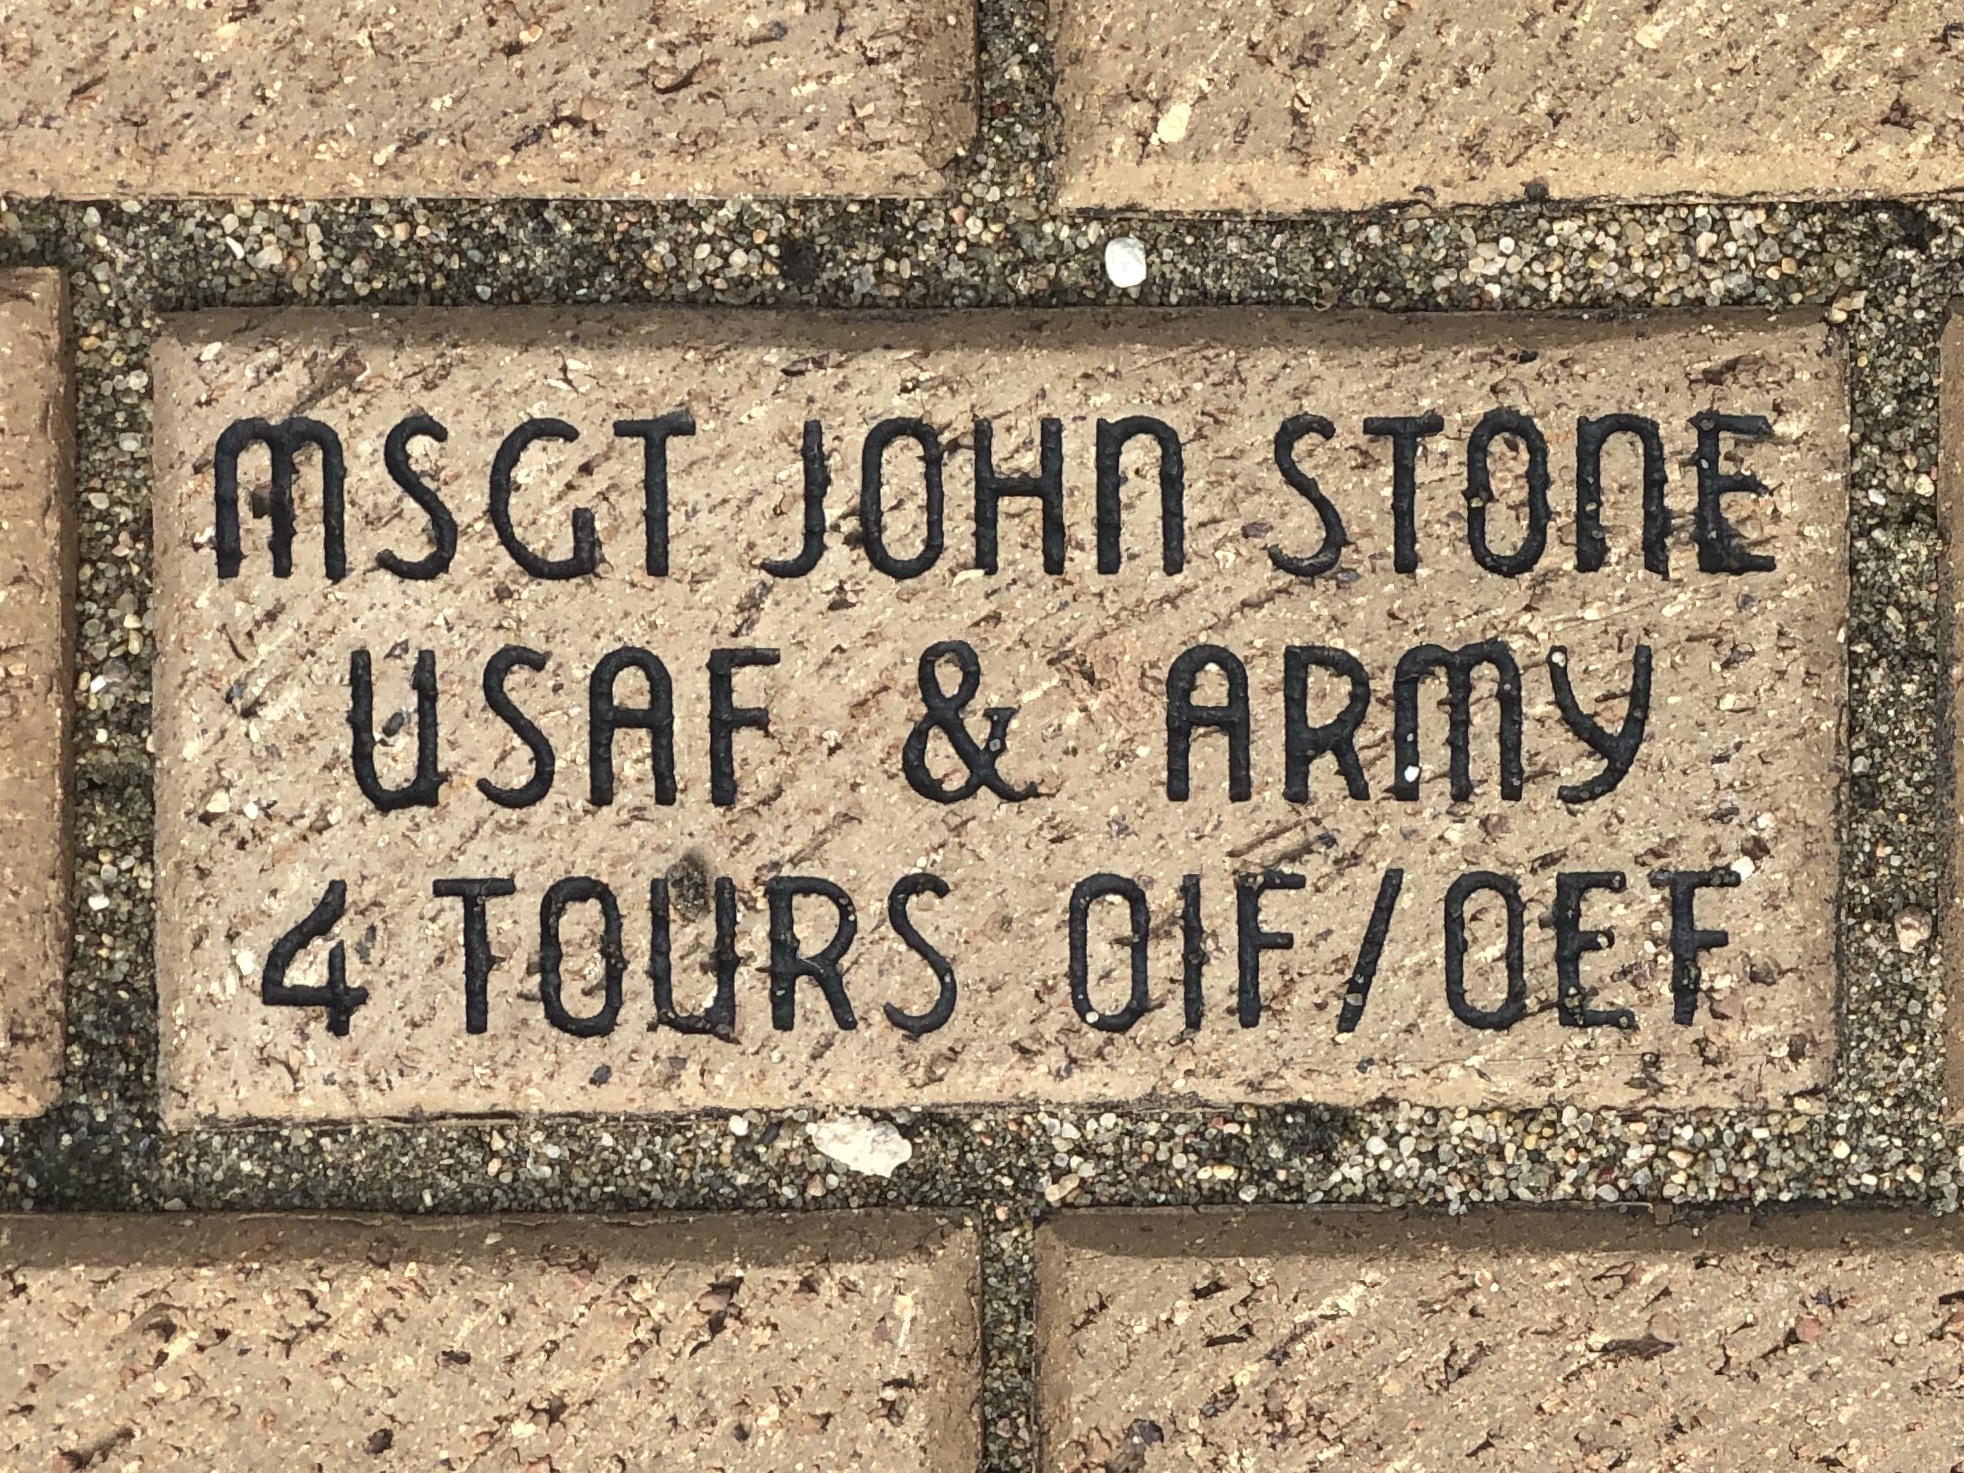 MSGT JOHN STONE
USAF & ARMY
4 TOURS OIF/OEF